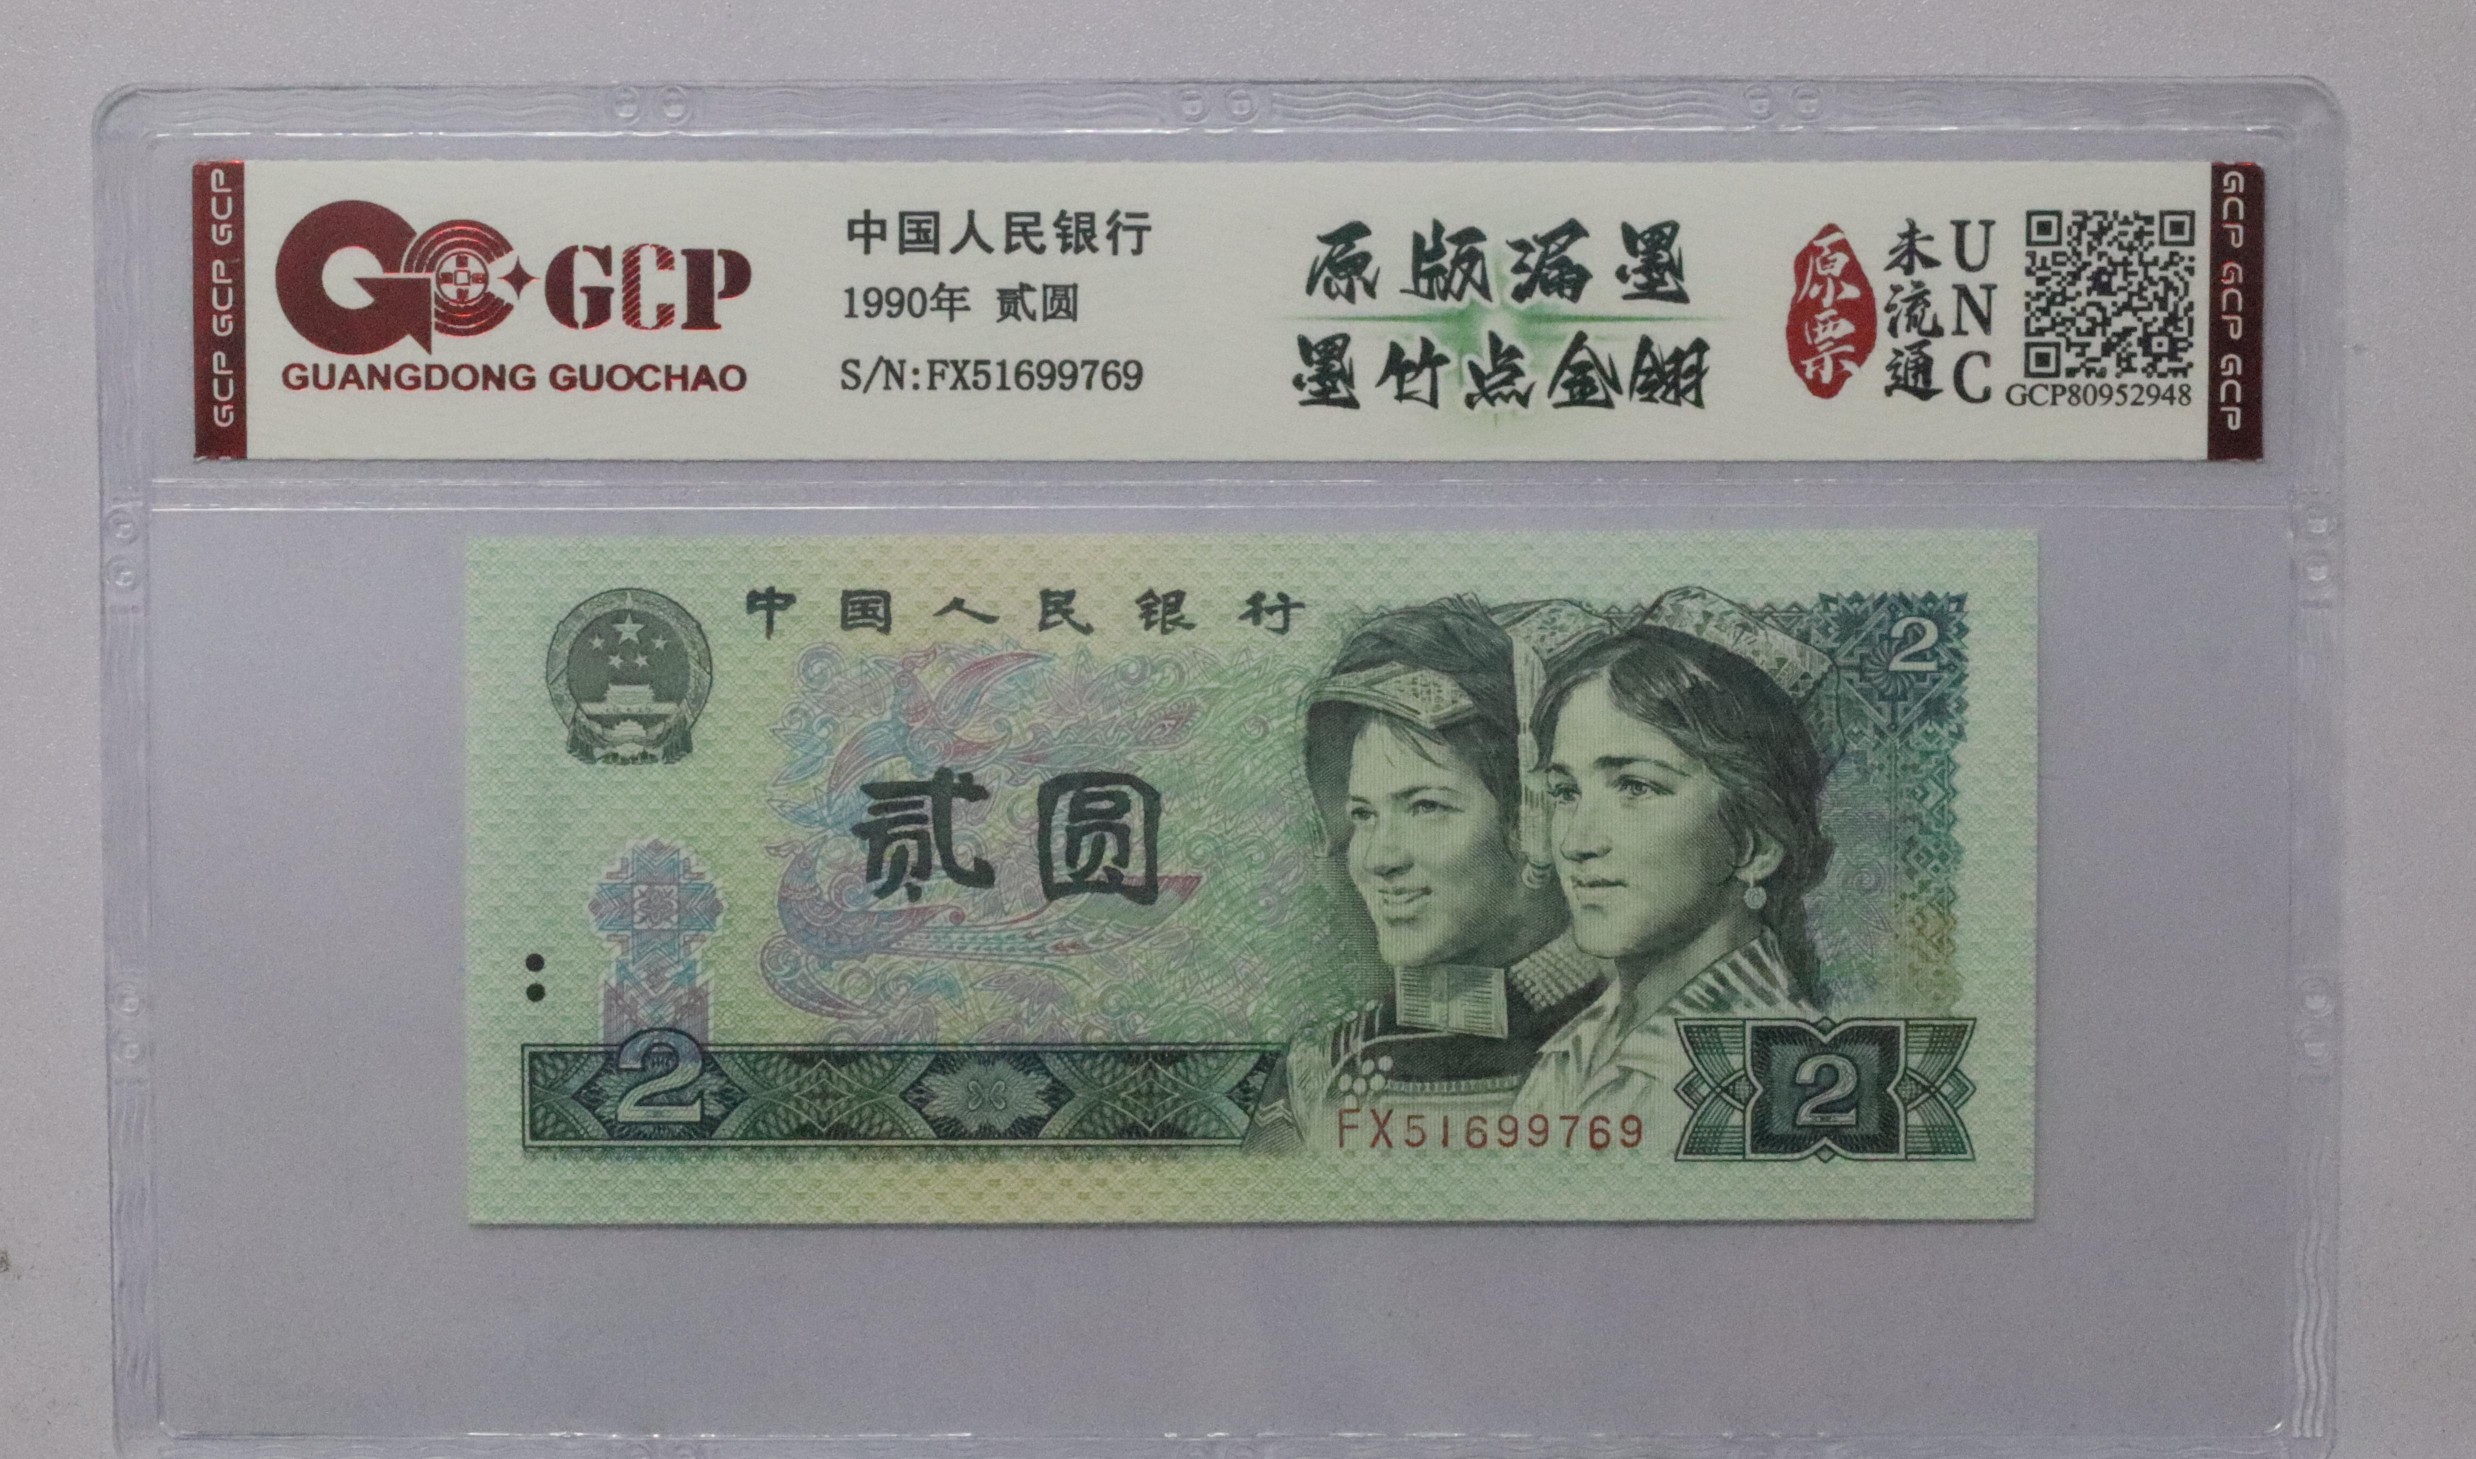 GCP GCP GCP
GCP
GUANGDONG GUOCHAO
中国人民银行
1990年 贰圆
S/N:FX51699769
原版漏墨
墨竹点金翎
原票
未流通
UNC
GCP80952948
GCP GCP GCP
中国人民银行
2
贰圆
2
FX51699769
2